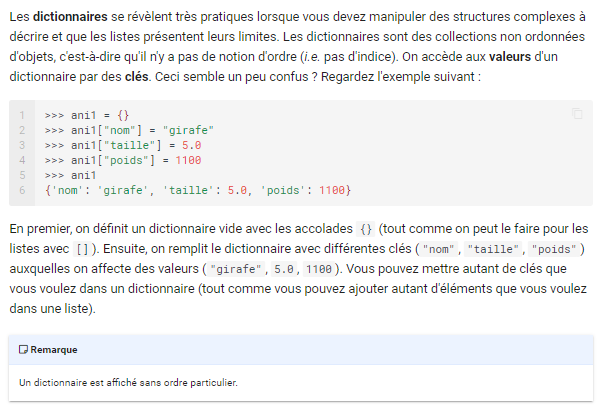 Les dictionnaires se révèlent très pratiques lorsque vous devez manipuler des structures complexes à
décrire et que les listes présentent leurs limites. Les dictionnaires sont des collections non ordonnées
d'objets, c'est-à-dire qu'il n'y a pas de notion d'ordre (i.e. pas d'indice). On accède aux valeurs d'un
dictionnaire par des clés. Ceci semble un peu confus ? Regardez l'exemple suivant :
1 >>> ani1 = {}
2 >>> ani1["nom"] = "girafe"
3 >>> ani1["taille"] = 5.0
4 >>> ani1["poids"] = 1100
5 >>> ani1
6 {'nom': 'girafe', 'taille': 5.0, 'poids': 1100}
En premier, on définit un dictionnaire vide avec les accolades {} (tout comme on peut le faire pour les
listes avec []). Ensuite, on remplit le dictionnaire avec différentes clés ("nom", "taille", "poids")
auxquelles on affecte des valeurs ("girafe", 5.0, 1100). Vous pouvez mettre autant de clés que
vous voulez dans un dictionnaire (tout comme vous pouvez ajouter autant d'éléments que vous voulez
dans une liste).
Remarque
Un dictionnaire est affiché sans ordre particulier.